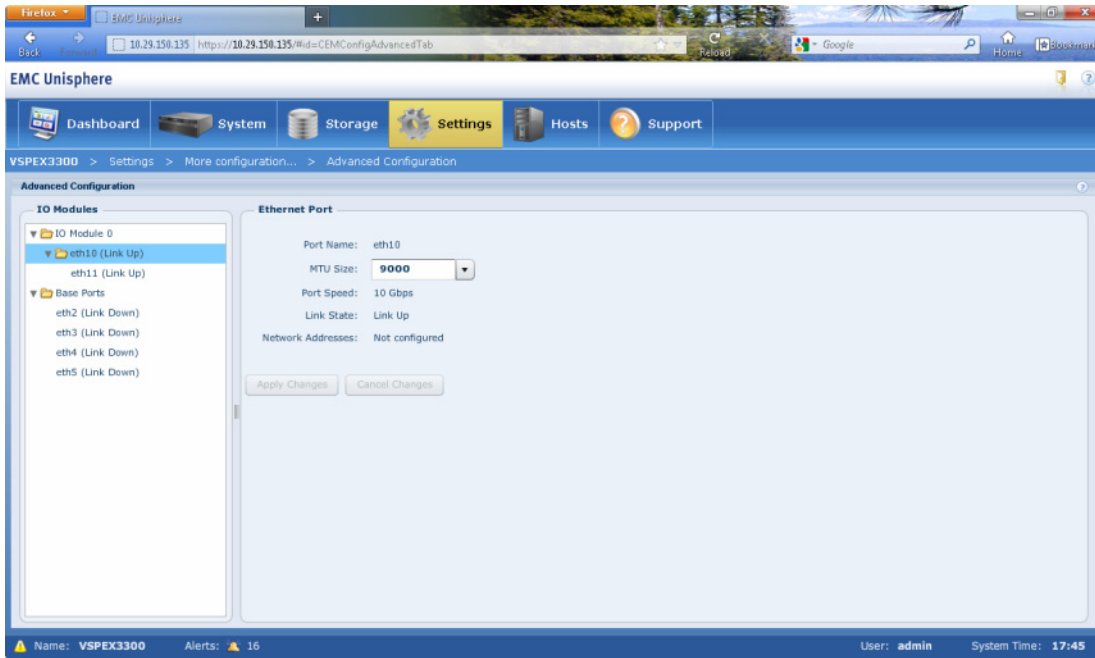 Firefox
EMC Unisphere
+
Back
Forward
10.29.150.135 https://10.29.150.135/#id=CEMConfigAdvancedTab
Reload
Google
Home
Bookmar
EMC Unisphere
Dashboard
System
Storage
Settings
Hosts
Support
VSPEX3300 > Settings > More configuration... > Advanced Configuration
Advanced Configuration
IO Modules
IO Module 0
eth10 (Link Up)
eth11 (Link Up)
Base Ports
eth2 (Link Down)
eth3 (Link Down)
eth4 (Link Down)
eth5 (Link Down)
Ethernet Port
Port Name: eth10
MTU Size: 9000
Port Speed: 10 Gbps
Link State: Link Up
Network Addresses: Not configured
Apply Changes
Cancel Changes
Name: VSPEX3300
Alerts: 16
User: admin
System Time: 17:45